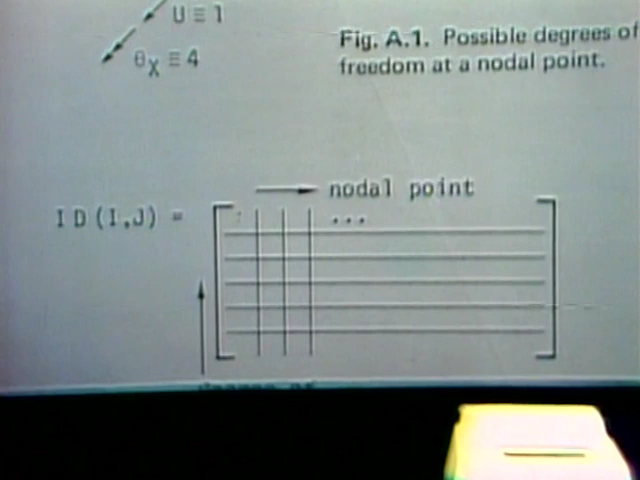 U ≡ 1
θX ≡ 4
Fig. A.1. Possible degrees of
freedom at a nodal point.
nodal point
ID(I,J) =
...